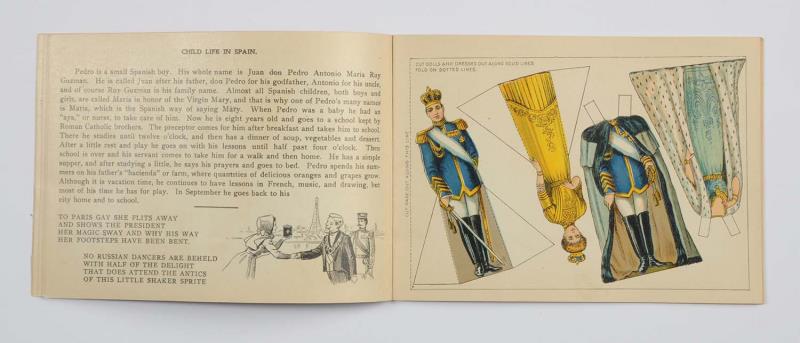 CHILD LIFE IN SPAIN.
Pedro is a small Spanish boy. His whole name is Juan don Pedro Antonio Maria Ruy
Guzman. He is called Juan after his father, don Pedro for his godfather, Antonio for his uncle,
and of course Ruy Guzman is his family name. Almost all Spanish children, both boys and
girls, are called Maria in honor of the Virgin Mary, and that is why one of Pedro's many names
is Maria, which is the Spanish way of saying Mary. When Pedro was a baby he had an
"aya," or nurse, to take care of him. Now he is eight years old and goes to a school kept by
Roman Catholic brothers. The preceptor comes for him after breakfast and takes him to school.
There he studies until twelve o'clock, and then has a dinner of soup, vegetables and dessert.
After a little rest and play he goes on with his lessons until half past four o'clock. Then
school is over and his servant comes to take him for a walk and then home. He has a simple
supper, and after studying a little, he says his prayers and goes to bed. Pedro spends his sum-
mers on his father's "hacienda" or farm, where quantities of delicious oranges and grapes grow.
Although it is vacation time, he continues to have lessons in French, music, and drawing, but
most of the time he has for play. In September he goes back to his
city home and to school.
TO PARIS GAY SHE FLITS AWAY
AND SHOWS THE PRESIDENT
HER MAGIC SWAY AND WHY HIS WAY
HER FOOTSTEPS HAVE BEEN BENT.
NO RUSSIAN DANCERS ARE BEHELD
WITH HALF OF THE DELIGHT
THAT DOES ATTEND THE ANTICS
OF THIS LITTLE SHAKER SPRITE
CUT DOLLS AND DRESSES OUT ALONG SOLID LINES
FOLD ON DOTTED LINES.
CUT PAGE OUT ALONG THIS LINE